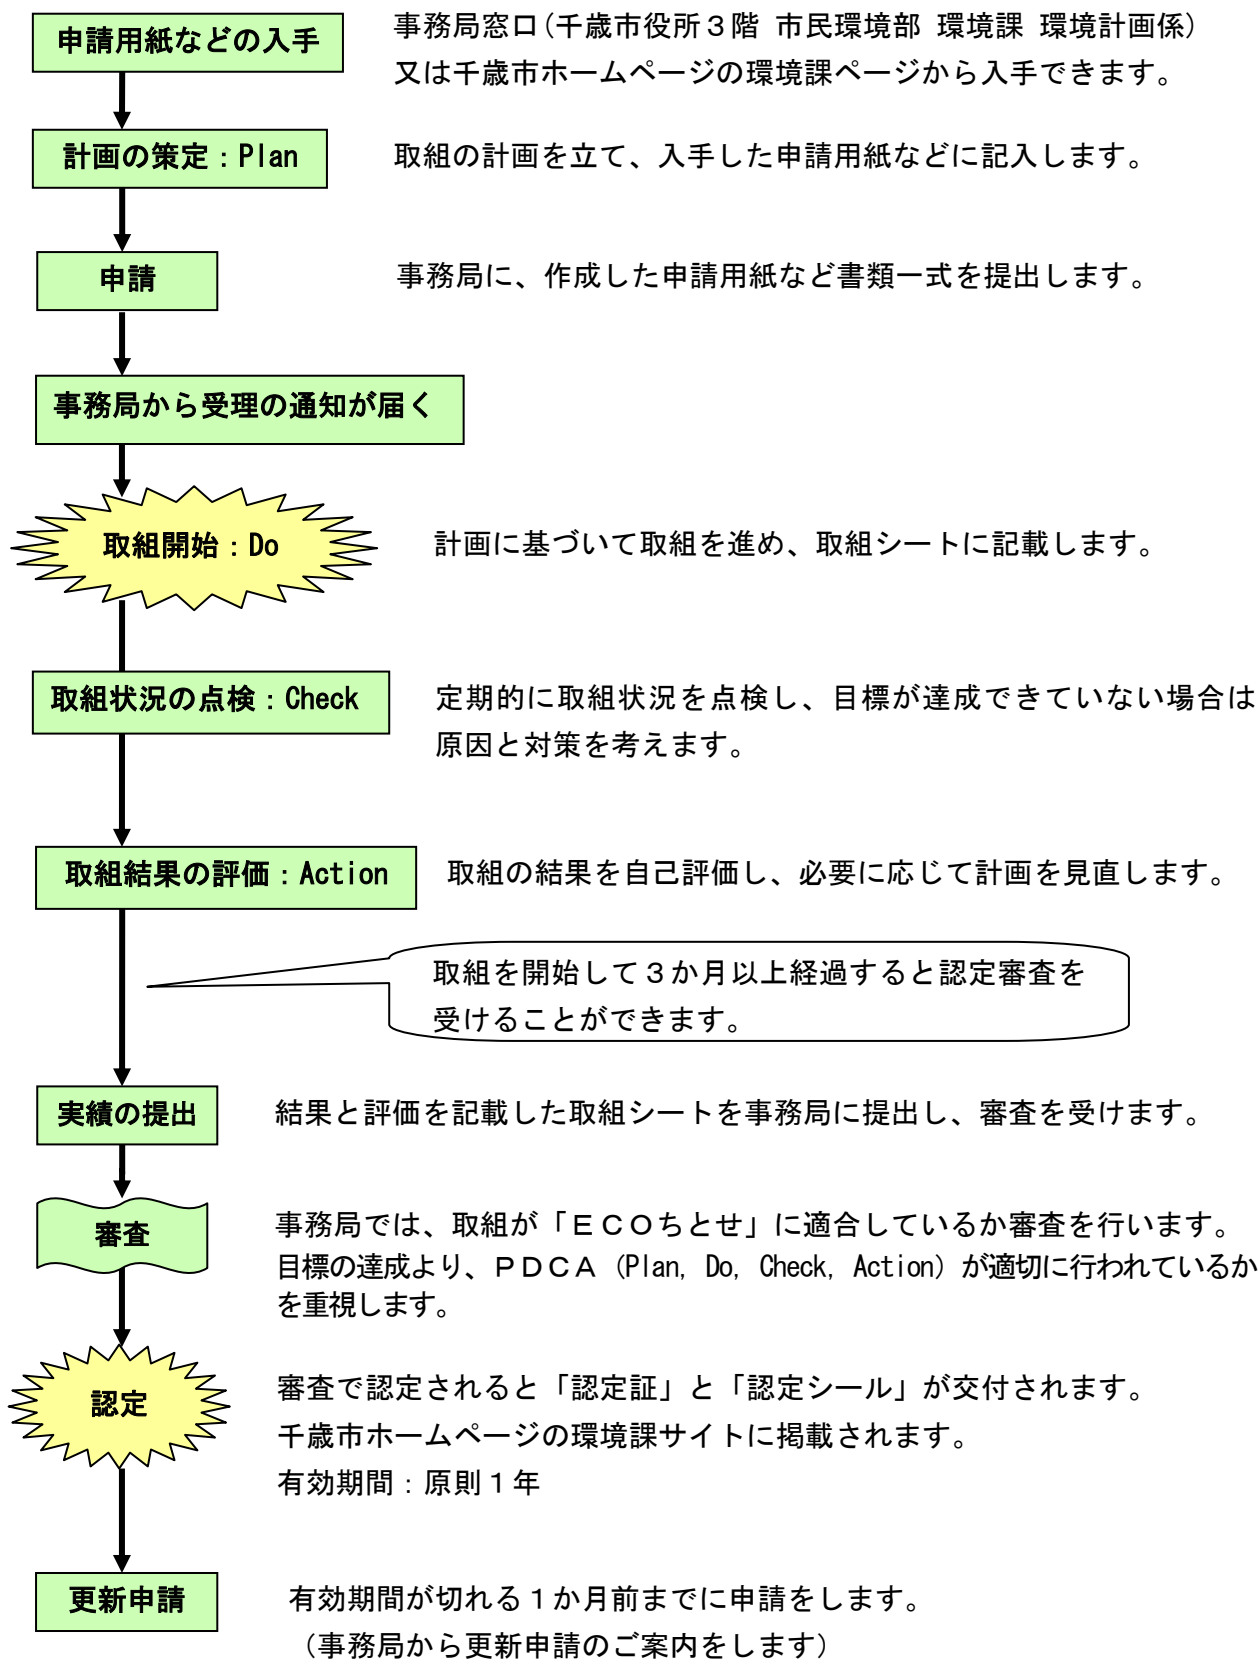 申請用紙などの入手
事務局窓口(千歳市役所３階 市民環境部 環境課 環境計画係)
又は千歳市ホームページの環境課ページから入手できます。
計画の策定：Plan
取組の計画を立て、入手した申請用紙などに記入します。
申請
事務局に、作成した申請用紙など書類一式を提出します。
事務局から受理の通知が届く
取組開始：Do
計画に基づいて取組を進め、取組シートに記載します。
取組状況の点検：Check
定期的に取組状況を点検し、目標が達成できていない場合は
原因と対策を考えます。
取組結果の評価：Action
取組の結果を自己評価し、必要に応じて計画を見直します。
取組を開始して３か月以上経過すると認定審査を
受けることができます。
実績の提出
結果と評価を記載した取組シートを事務局に提出し、審査を受けます。
審査
事務局では、取組が「ＥＣＯちとせ」に適合しているか審査を行います。
目標の達成より、ＰＤＣＡ (Plan, Do, Check, Action) が適切に行われているか
を重視します。
認定
審査で認定されると「認定証」と「認定シール」が交付されます。
千歳市ホームページの環境課サイトに掲載されます。
有効期間：原則１年
更新申請
有効期間が切れる１か月前までに申請をします。
(事務局から更新申請のご案内をします)